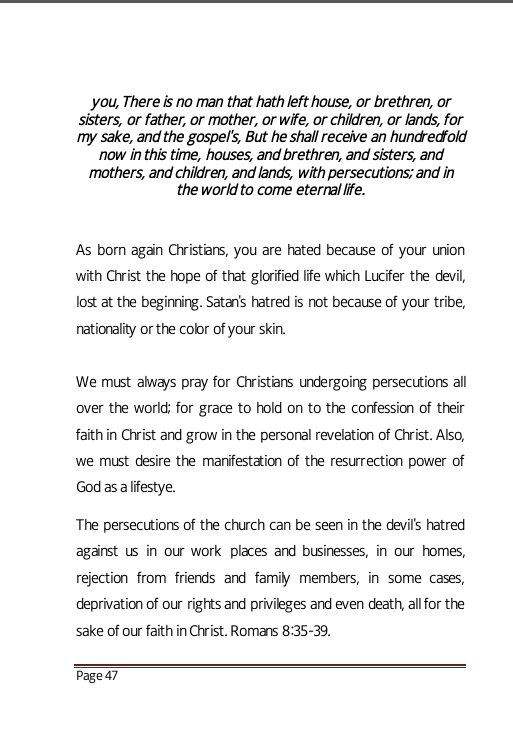 you, There is no man that hath left house, or brethren, or
sisters, or father, or mother, or wife, or children, or lands, for
my sake, and the gospel's, But he shall receive an hundredfold
now in this time, houses, and brethren, and sisters, and
mothers, and children, and lands, with persecutions; and in
the world to come eternal life.
As born again Christians, you are hated because of your union
with Christ the hope of that glorified life which Lucifer the devil,
lost at the beginning. Satan's hatred is not because of your tribe,
nationality or the color of your skin.
We must always pray for Christians undergoing persecutions all
over the world; for grace to hold on to the confession of their
faith in Christ and grow in the personal revelation of Christ. Also,
we must desire the manifestation of the resurrection power of
God as a lifestye.
The persecutions of the church can be seen in the devil's hatred
against us in our work places and businesses, in our homes,
rejection from friends and family members, in some cases,
deprivation of our rights and privileges and even death, all for the
sake of our faith in Christ. Romans 8:35-39.
Page 47